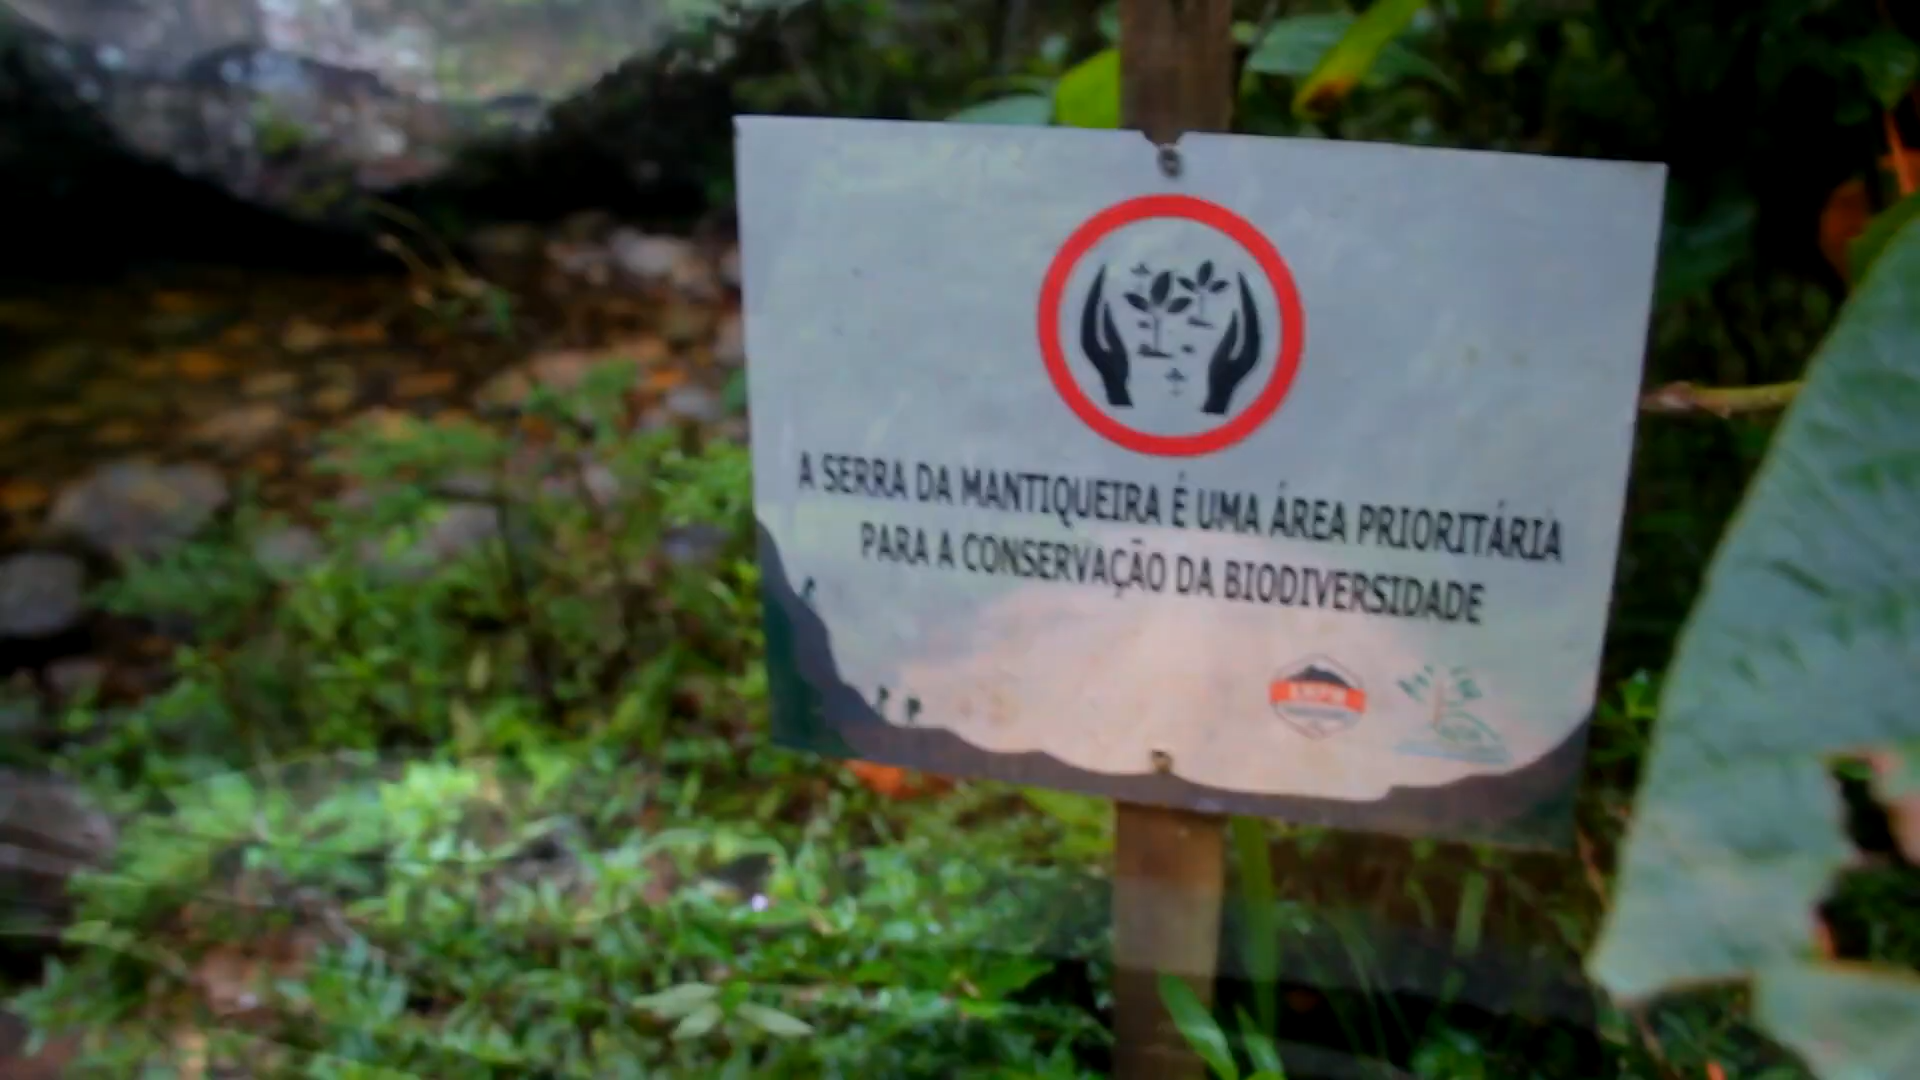 A SERRA DA MANTIQUEIRA É UMA ÁREA PRIORITÁRIA
PARA A CONSERVAÇÃO DA BIODIVERSIDADE